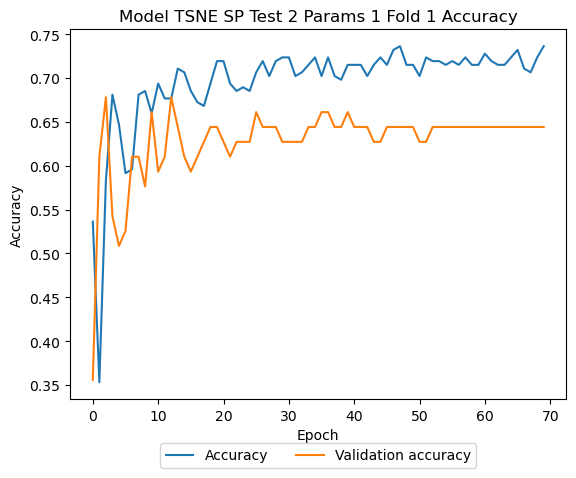 Model TSNE SP Test 2 Params 1 Fold 1 Accuracy
0.75
0.70
0.65
0.60
0.55
0.50
0.45
0.40
0.35
Accuracy
0 10 20 30 40 50 60 70
Epoch
Accuracy Validation accuracy